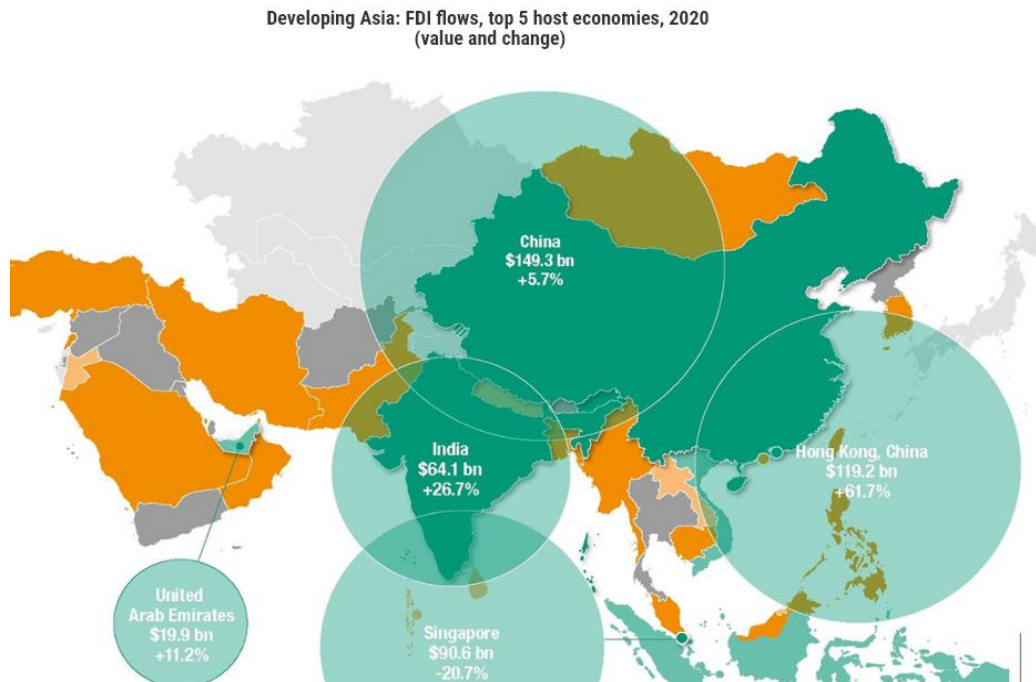 Developing Asia: FDI flows, top 5 host economies, 2020
(value and change)
China
$149.3 bn
+5.7%
India
$64.1 bn
+26.7%
Hong Kong, China
$119.2 bn
+61.7%
United
Arab Emirates
$19.9 bn
+11.2%
Singapore
$90.6 bn
-20.7%